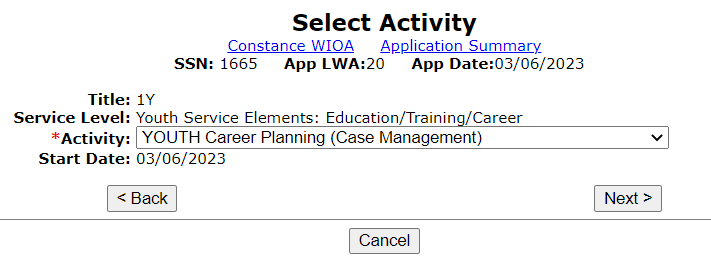 Select Activity
Constance WIOA Application Summary
SSN: 1665 App LWA:20 App Date:03/06/2023
Title: 1Y
Service Level: Youth Service Elements: Education/Training/Career
*Activity: YOUTH Career Planning (Case Management)
Start Date: 03/06/2023
< Back Next >
Cancel